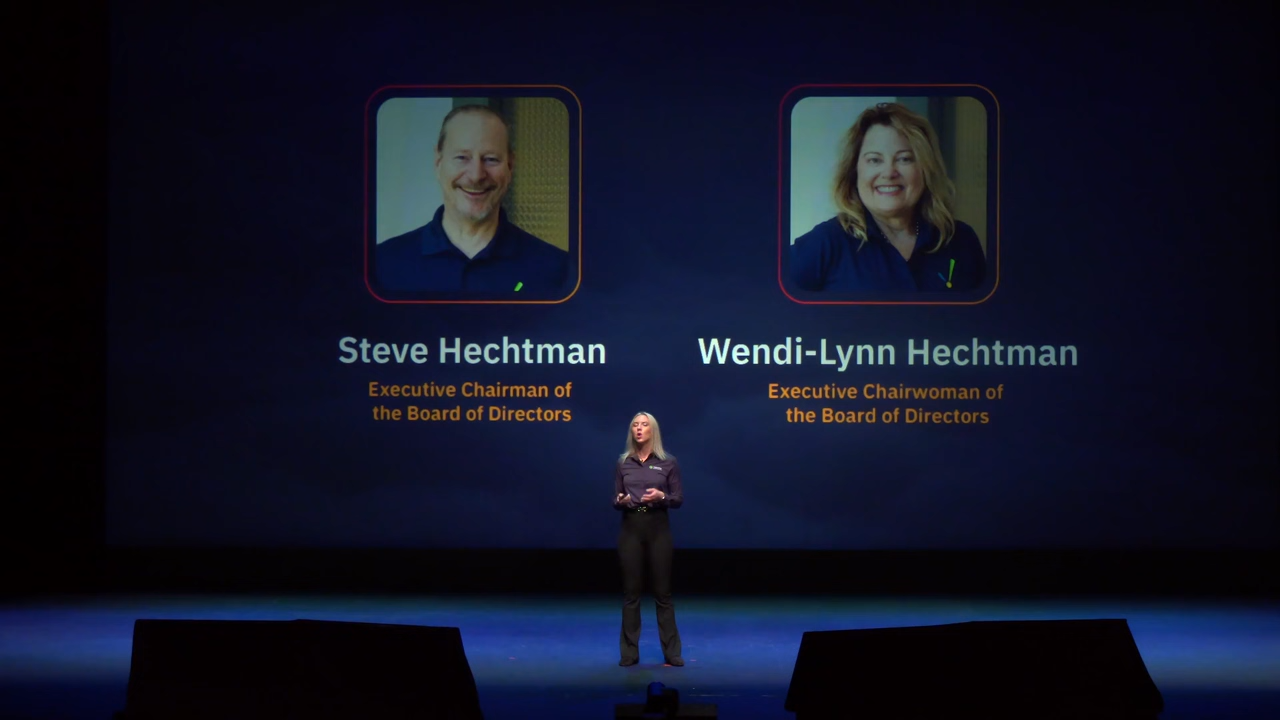 Steve Hechtman
Executive Chairman of
the Board of Directors
Wendi-Lynn Hechtman
Executive Chairwoman of
the Board of Directors